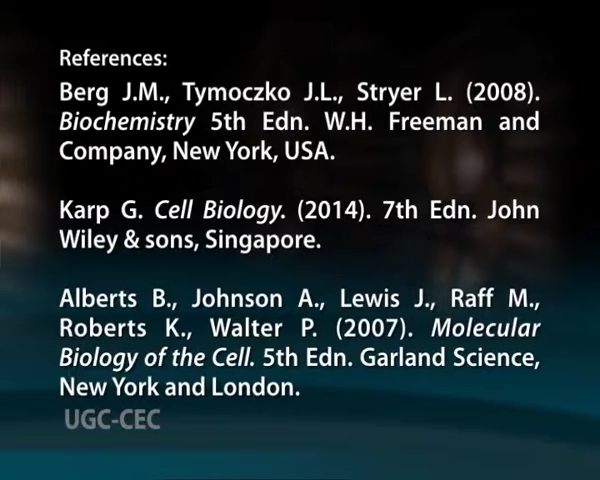 References:
Berg J.M., Tymoczko J.L., Stryer L. (2008).
Biochemistry 5th Edn. W.H. Freeman and
Company, New York, USA.
Karp G. Cell Biology. (2014). 7th Edn. John
Wiley & sons, Singapore.
Alberts B., Johnson A., Lewis J., Raff M.,
Roberts K., Walter P. (2007). Molecular
Biology of the Cell. 5th Edn. Garland Science,
New York and London.
UGC-CEC